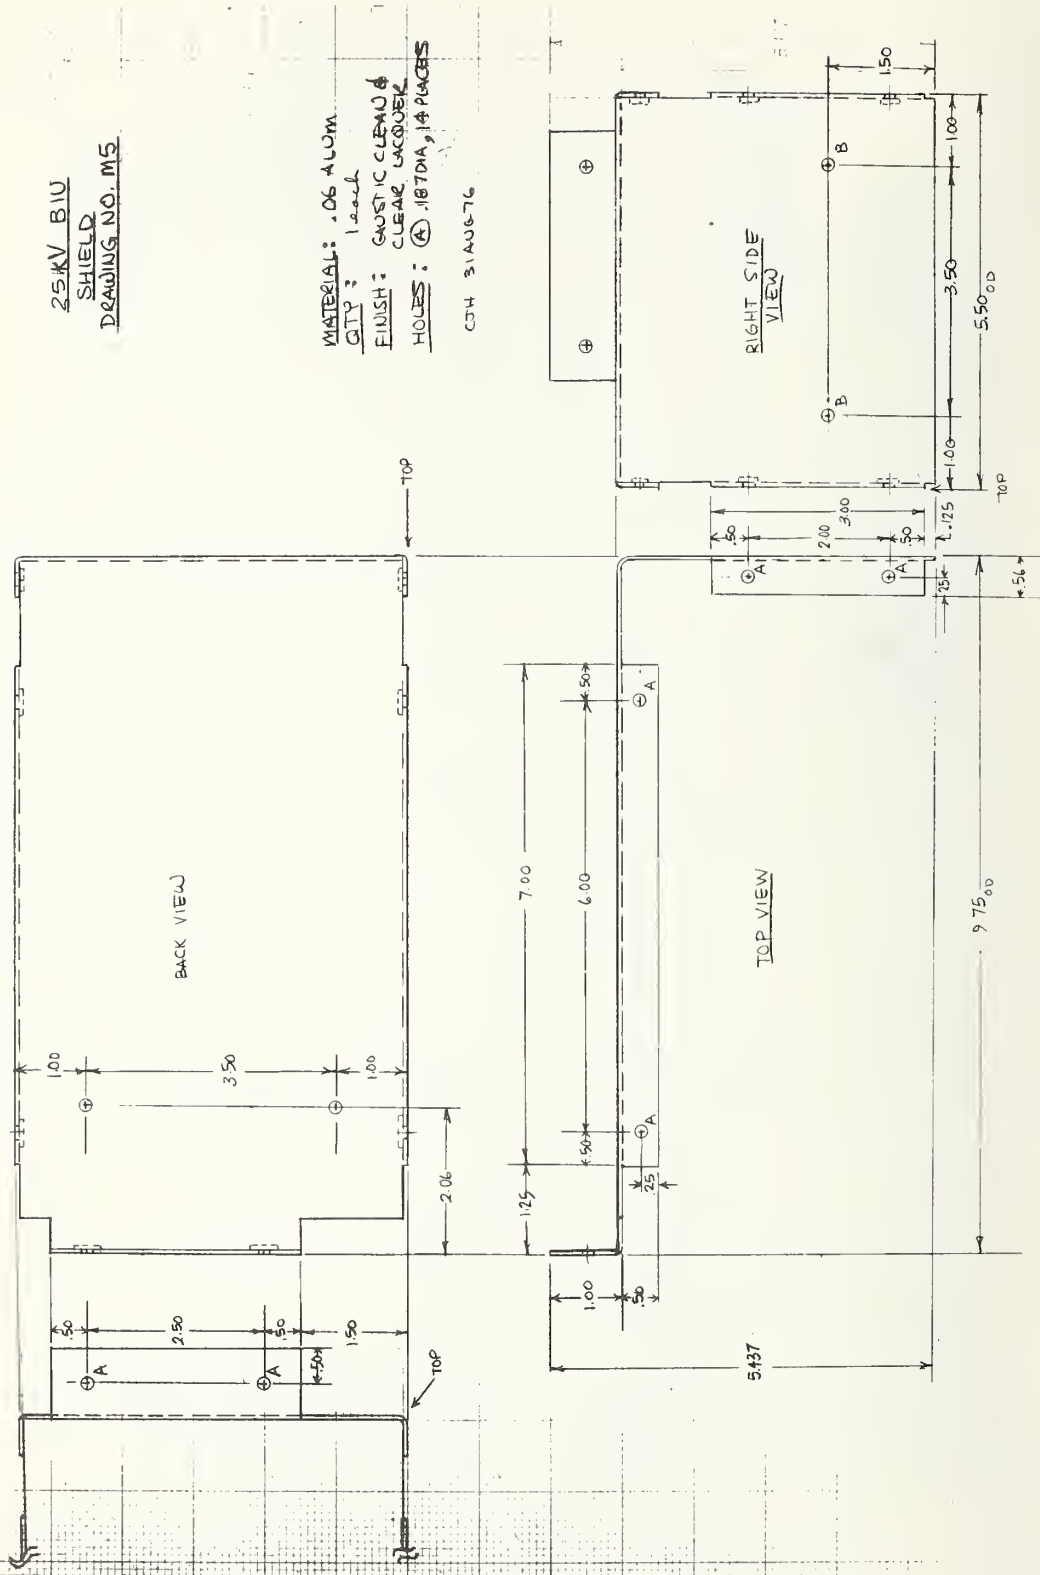 25KV BIU
SHIELD
DRAWING NO. M5
MATERIAL: .06 ALUM
QTY: 1 each
FINISH: CAUSTIC CLEAN &
CLEAR LACQUER
HOLES: Ⓐ .187DIA, 14 PLACES
CJH 31AUG76
BACK VIEW
1.00
3.50
1.00
2.06
TOP
.50
2.50
.50
1.50
.50
A
A
TOP
7.00
6.00
.50
.50
1.25
.25
A
A
1.00
.50
5.437
TOP VIEW
9.75 OD
3.00
.50
2.00
.50
.125
A
A
.25
.56
RIGHT SIDE
VIEW
B
B
1.50
1.00
3.50
1.00
5.50 OD
TOP